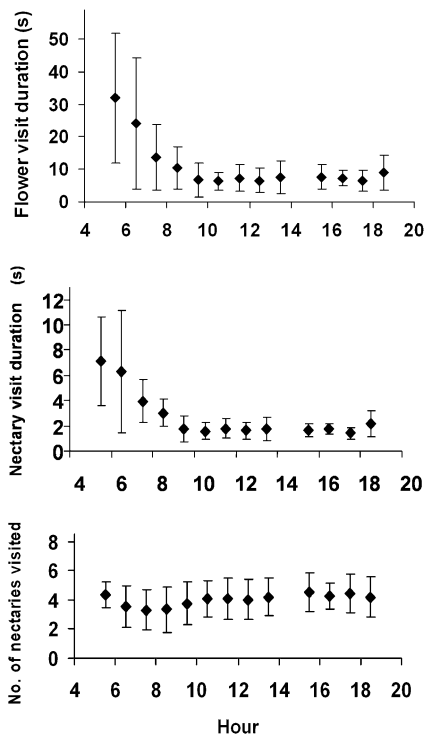 Flower visit duration (s)
50
40
30
20
10
0
4 6 8 10 12 14 16 18 20
Nectary visit duration (s)
12
10
8
6
4
2
0
4 6 8 10 12 14 16 18 20
No. of nectaries visited
8
6
4
2
0
4 6 8 10 12 14 16 18 20
Hour